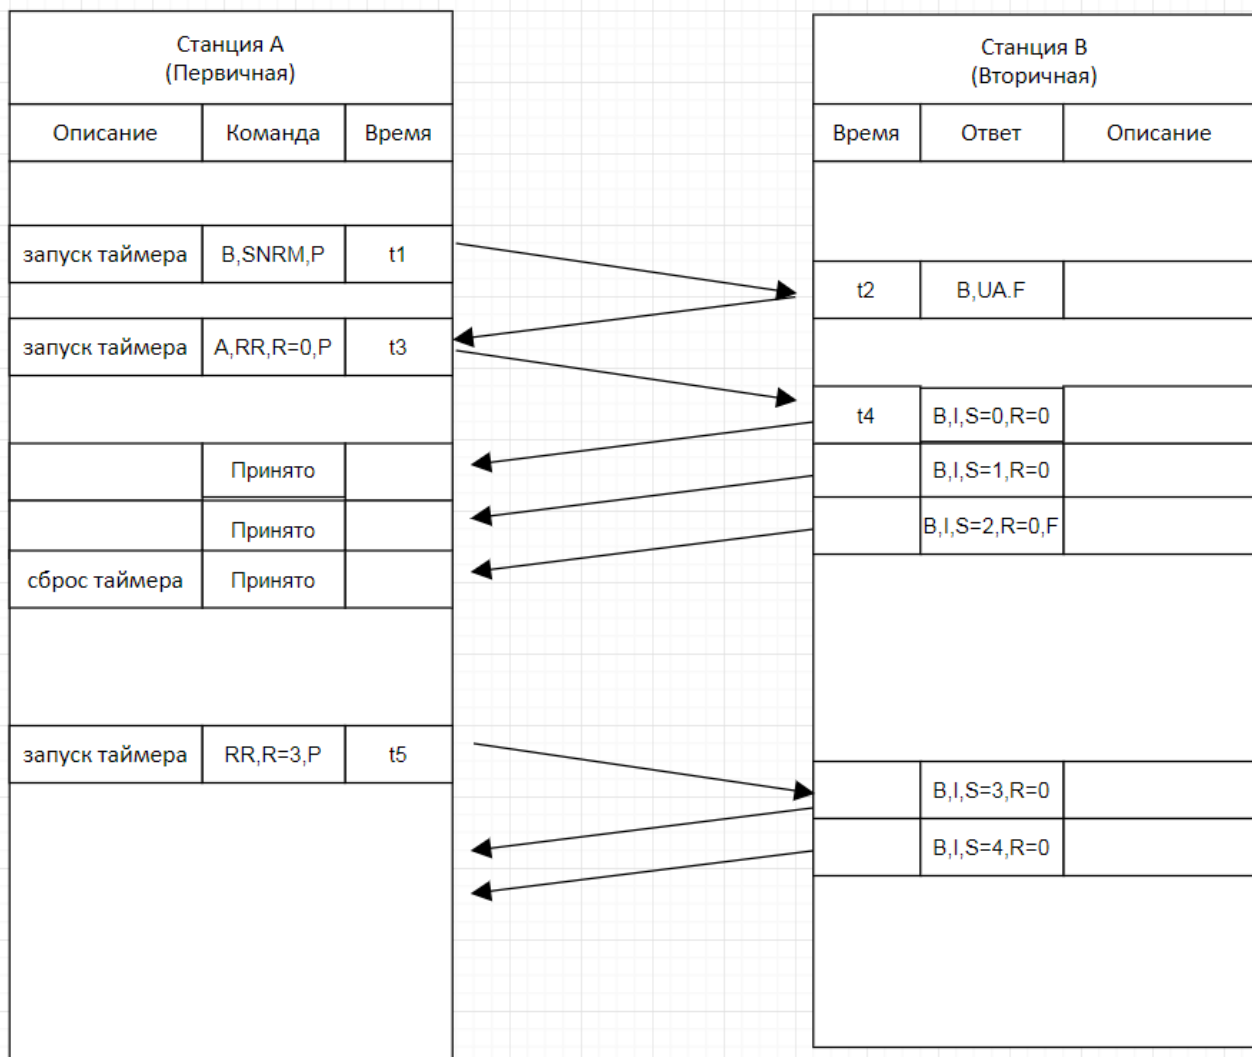 Станция А
(Первичная)
Станция В
(Вторичная)
Описание Команда Время
Время Ответ Описание
запуск таймера B,SNRM,P t1
t2 B,UA.F
запуск таймера A,RR,R=0,P t3
t4 B,I,S=0,R=0
Принято
B,I,S=1,R=0
Принято
B,I,S=2,R=0,F
сброс таймера Принято
запуск таймера RR,R=3,P t5
B,I,S=3,R=0
B,I,S=4,R=0